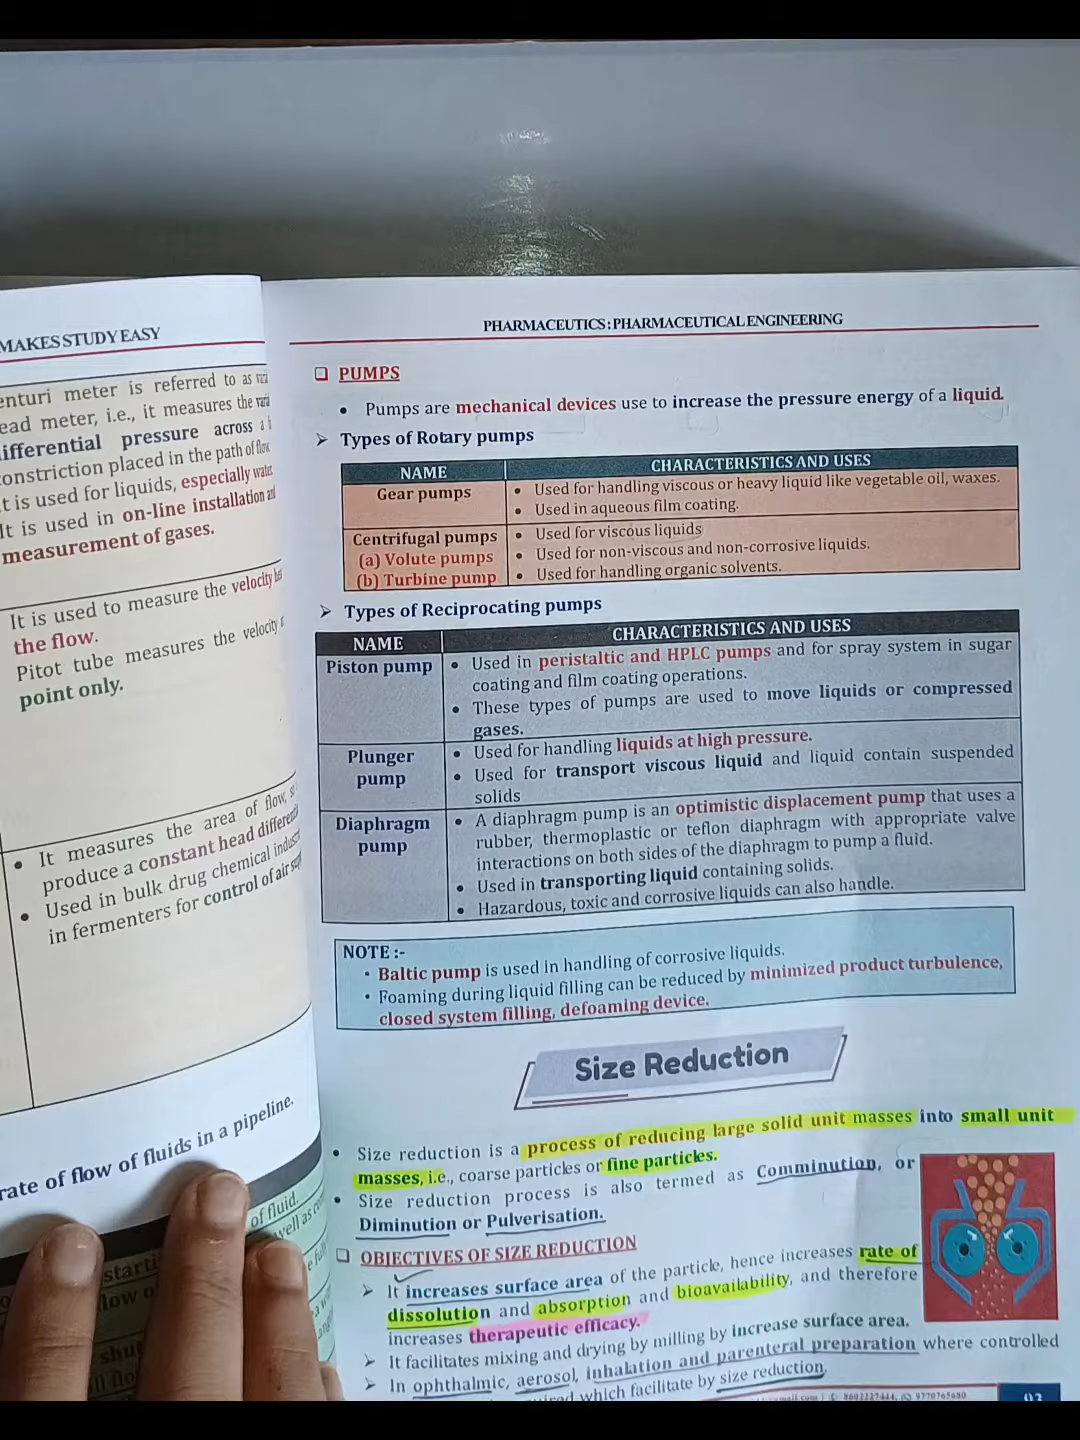 MAKES STUDY EASY
enturi meter is referred to as
ead meter, i.e., it measures the
ifferential pressure across a
onstriction placed in the path of flow
t is used for liquids, especially water
It is used in on-line installation
measurement of gases.
It is used to measure the velocity
the flow.
Pitot tube measures the velocity
point only.
• It measures the area of flow,
produce a constant head
• Used in bulk drug chemical
in fermenters for control of air
rate of flow of fluids in a pipeline.
of fluid.
PHARMACEUTICS : PHARMACEUTICAL ENGINEERING
❑ PUMPS
• Pumps are mechanical devices use to increase the pressure energy of a liquid.
➢ Types of Rotary pumps
NAME CHARACTERISTICS AND USES
Gear pumps • Used for handling viscous or heavy liquid like vegetable oil, waxes.
• Used in aqueous film coating.
Centrifugal pumps • Used for viscous liquids
(a) Volute pumps • Used for non-viscous and non-corrosive liquids.
(b) Turbine pump • Used for handling organic solvents.
➢ Types of Reciprocating pumps
NAME CHARACTERISTICS AND USES
Piston pump • Used in peristaltic and HPLC pumps and for spray system in sugar
coating and film coating operations.
• These types of pumps are used to move liquids or compressed
gases.
Plunger • Used for handling liquids at high pressure.
pump • Used for transport viscous liquid and liquid contain suspended
solids
Diaphragm • A diaphragm pump is an optimistic displacement pump that uses a
pump rubber, thermoplastic or teflon diaphragm with appropriate valve
interactions on both sides of the diaphragm to pump a fluid.
• Used in transporting liquid containing solids.
• Hazardous, toxic and corrosive liquids can also handle.
NOTE :-
• Baltic pump is used in handling of corrosive liquids.
• Foaming during liquid filling can be reduced by minimized product turbulence,
closed system filling, defoaming device.
Size Reduction
• Size reduction is a process of reducing large solid unit masses into small unit
masses, i.e., coarse particles or fine particles.
• Size reduction process is also termed as Comminution, or
Diminution or Pulverisation.
❑ OBJECTIVES OF SIZE REDUCTION
➢ It increases surface area of the particle, hence increases rate of
dissolution and absorption and bioavailability, and therefore
increases therapeutic efficacy.
➢ It facilitates mixing and drying by milling by increase surface area.
➢ In ophthalmic, aerosol, inhalation and parenteral preparation where controlled
which facilitate by size reduction.